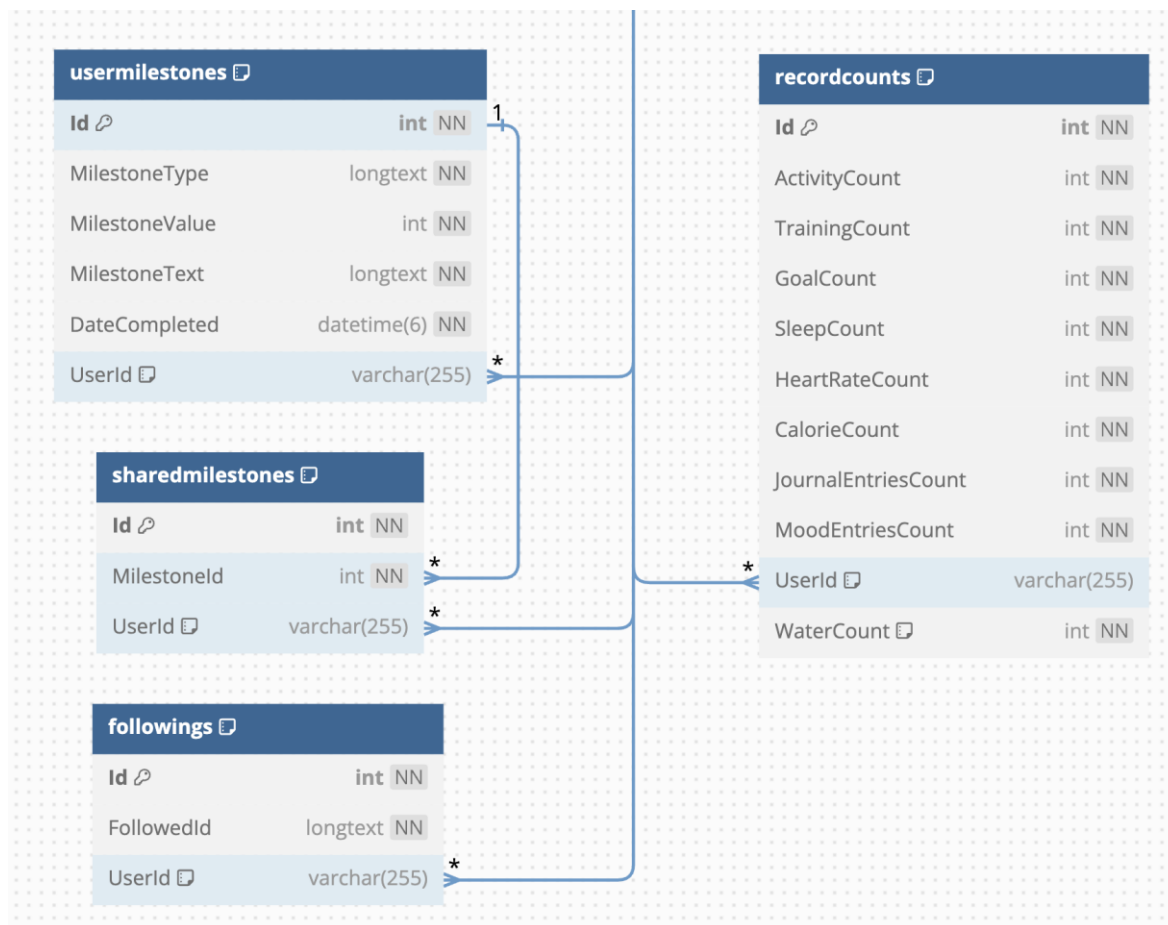 usermilestones
Id int NN
MilestoneType longtext NN
MilestoneValue int NN
MilestoneText longtext NN
DateCompleted datetime(6) NN
UserId varchar(255)
1
*
sharedmilestones
Id int NN
MilestoneId int NN
UserId varchar(255)
*
*
followings
Id int NN
FollowedId longtext NN
UserId varchar(255)
*
recordcounts
Id int NN
ActivityCount int NN
TrainingCount int NN
GoalCount int NN
SleepCount int NN
HeartRateCount int NN
CalorieCount int NN
JournalEntriesCount int NN
MoodEntriesCount int NN
* UserId varchar(255)
WaterCount int NN